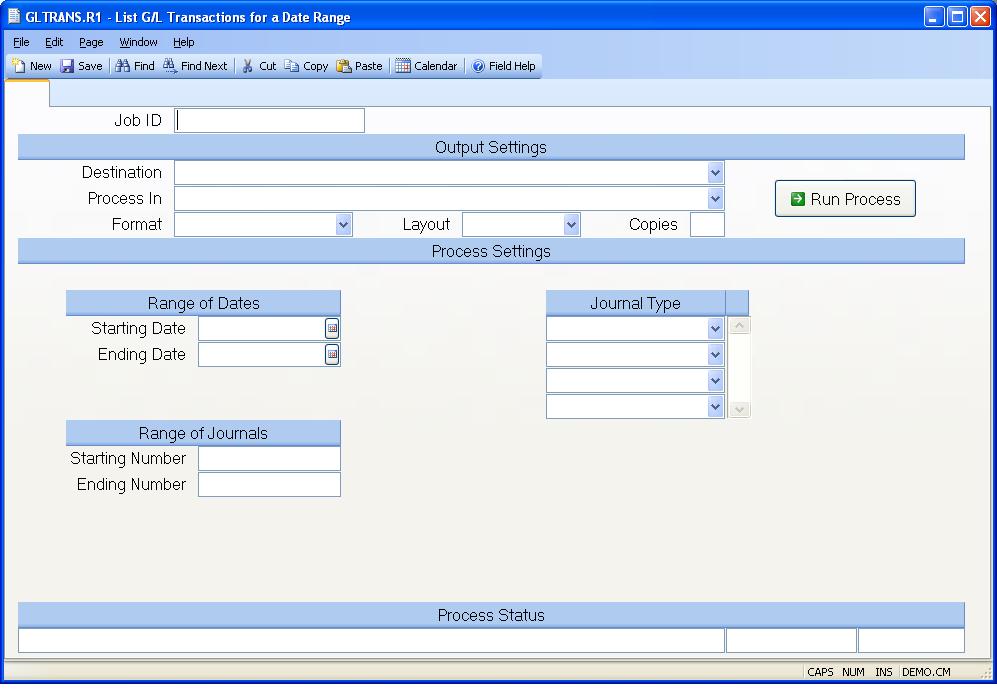 GLTRANS.R1 - List G/L Transactions for a Date Range
File Edit Page Window Help
New Save Find Find Next Cut Copy Paste Calendar Field Help
Job ID
Output Settings
Destination
Process In
Run Process
Format Layout Copies
Process Settings
Range of Dates
Starting Date
Ending Date
Journal Type
Range of Journals
Starting Number
Ending Number
Process Status
CAPS NUM INS DEMO.CM